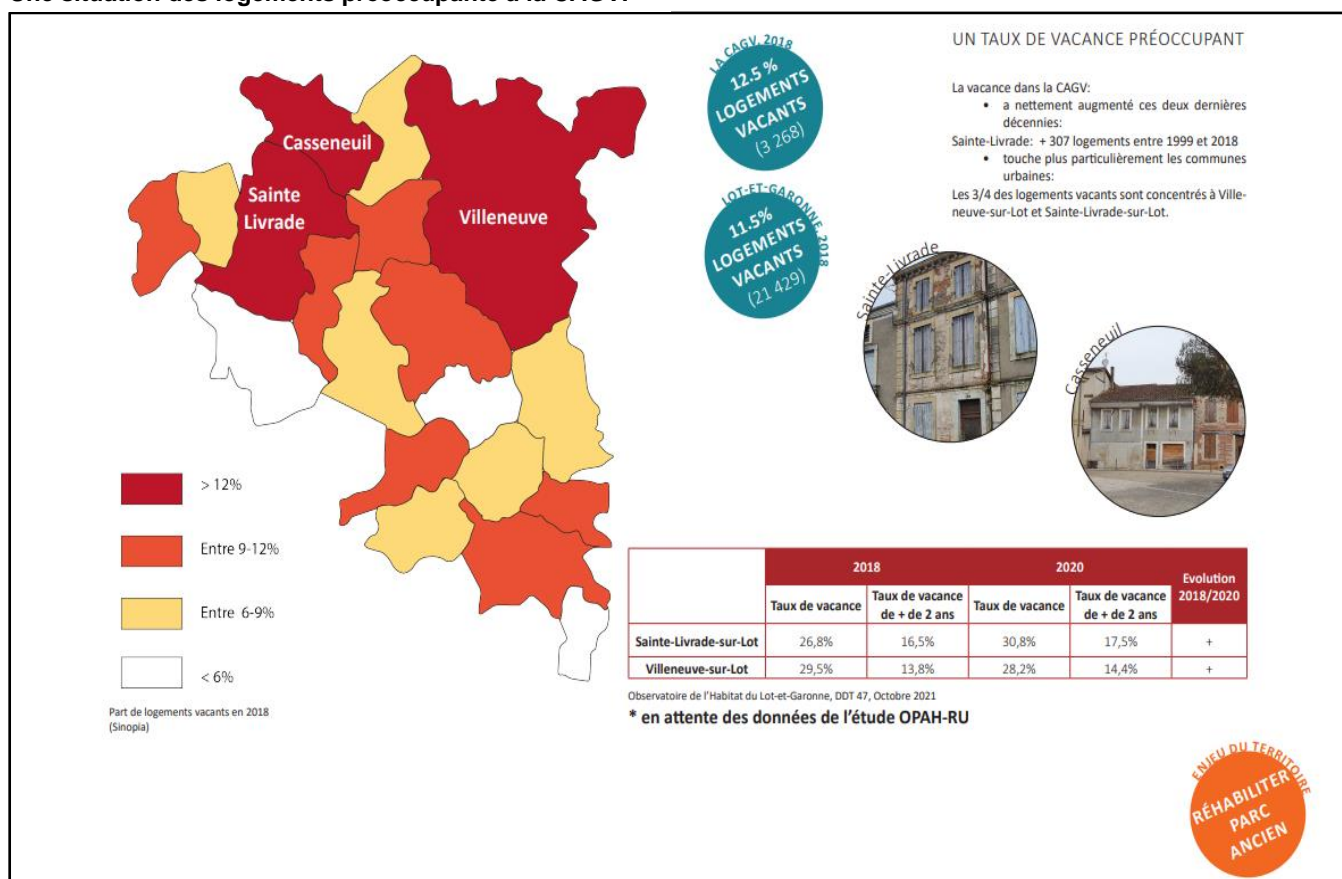 UN TAUX DE VACANCE PRÉOCCUPANT
La vacance dans la CAGV:
• a nettement augmenté ces deux dernières
décennies:
Sainte-Livrade: + 307 logements entre 1999 et 2018
• touche plus particulièrement les communes
urbaines:
Les 3/4 des logements vacants sont concentrés à Ville-
neuve-sur-Lot et Sainte-Livrade-sur-Lot.
LA CAGV, 2018
12.5 %
LOGEMENTS
VACANTS
(3 268)
LOT-ET-GARONNE, 2018
11.5%
LOGEMENTS
VACANTS
(21 429)
Casseneuil
Sainte
Livrade
Villeneuve
Sainte-Livrade
Casseneuil
> 12%
Entre 9-12%
Entre 6-9%
< 6%
Part de logements vacants en 2018
(Sinopia)
2018 2020 Evolution 2018/2020
Taux de vacance Taux de vacance de + de 2 ans Taux de vacance Taux de vacance de + de 2 ans
Sainte-Livrade-sur-Lot 26,8% 16,5% 30,8% 17,5% +
Villeneuve-sur-Lot 29,5% 13,8% 28,2% 14,4% +
Observatoire de l'Habitat du Lot-et-Garonne, DDT 47, Octobre 2021
* en attente des données de l'étude OPAH-RU
ENJEU DU TERRITOIRE
RÉHABILITER
PARC
ANCIEN